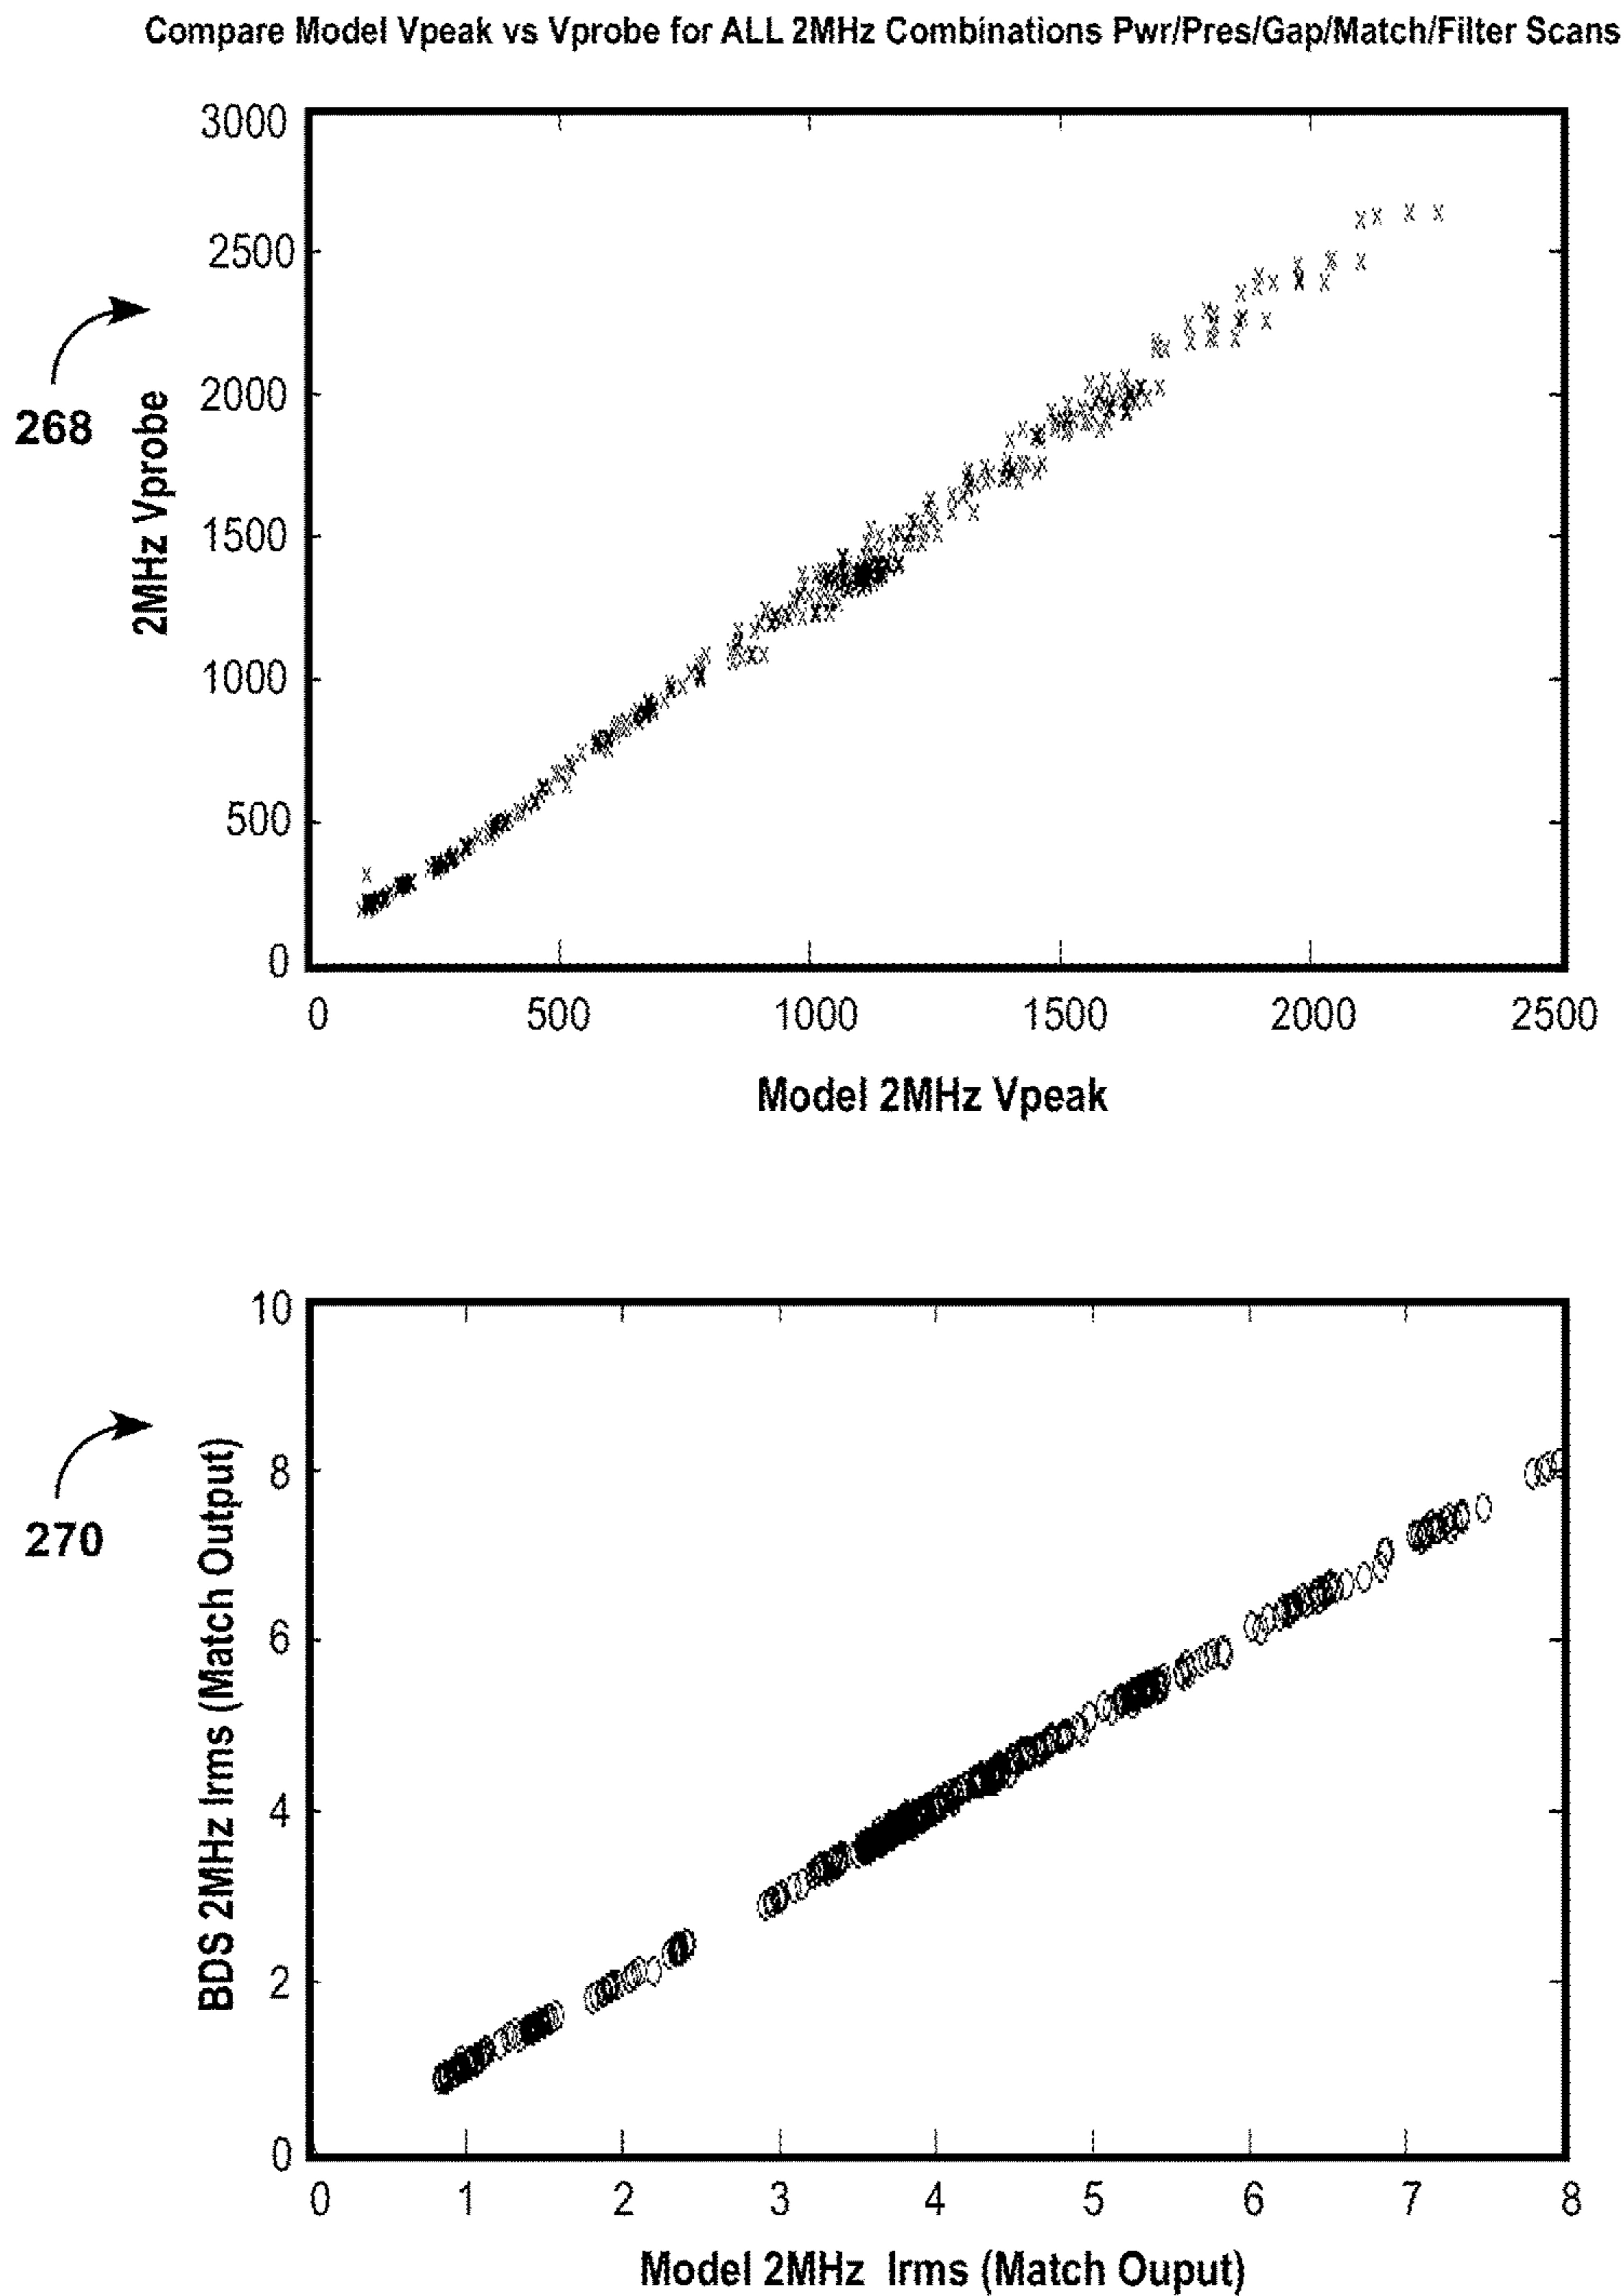 Compare Model Vpeak vs Vprobe for ALL 2MHz Combinations Pwr/Pres/Gap/Match/Filter Scans
268
2MHz Vprobe
3000
2500
2000
1500
1000
500
0
0 500 1000 1500 2000 2500
Model 2MHz Vpeak
270
BDS 2MHz Irms (Match Output)
10
8
6
4
2
0
0 1 2 3 4 5 6 7 8
Model 2MHz Irms (Match Ouput)